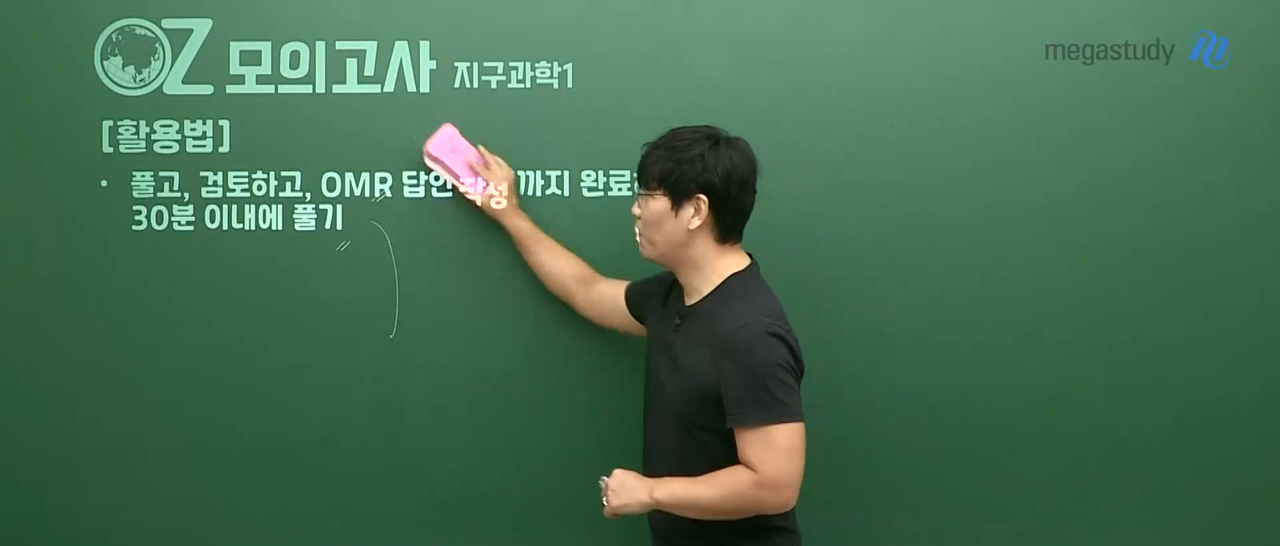 OZ 모의고사 지구과학1
megastudy
[활용법]
• 풀고, 검토하고, OMR 답안 작성까지 완료
30분 이내에 풀기